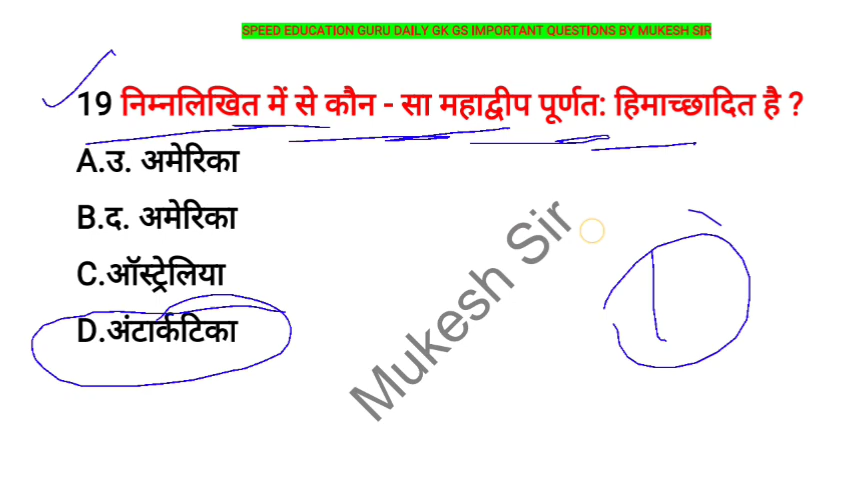 SPEED EDUCATION GURU DAILY GK GS IMPORTANT QUESTIONS BY MUKESH SIR
19 निम्नलिखित में से कौन - सा महाद्वीप पूर्णत: हिमाच्छादित है ?
A.उ. अमेरिका
B.द. अमेरिका
C.ऑस्ट्रेलिया
D.अंटार्कटिका
Mukesh Sir